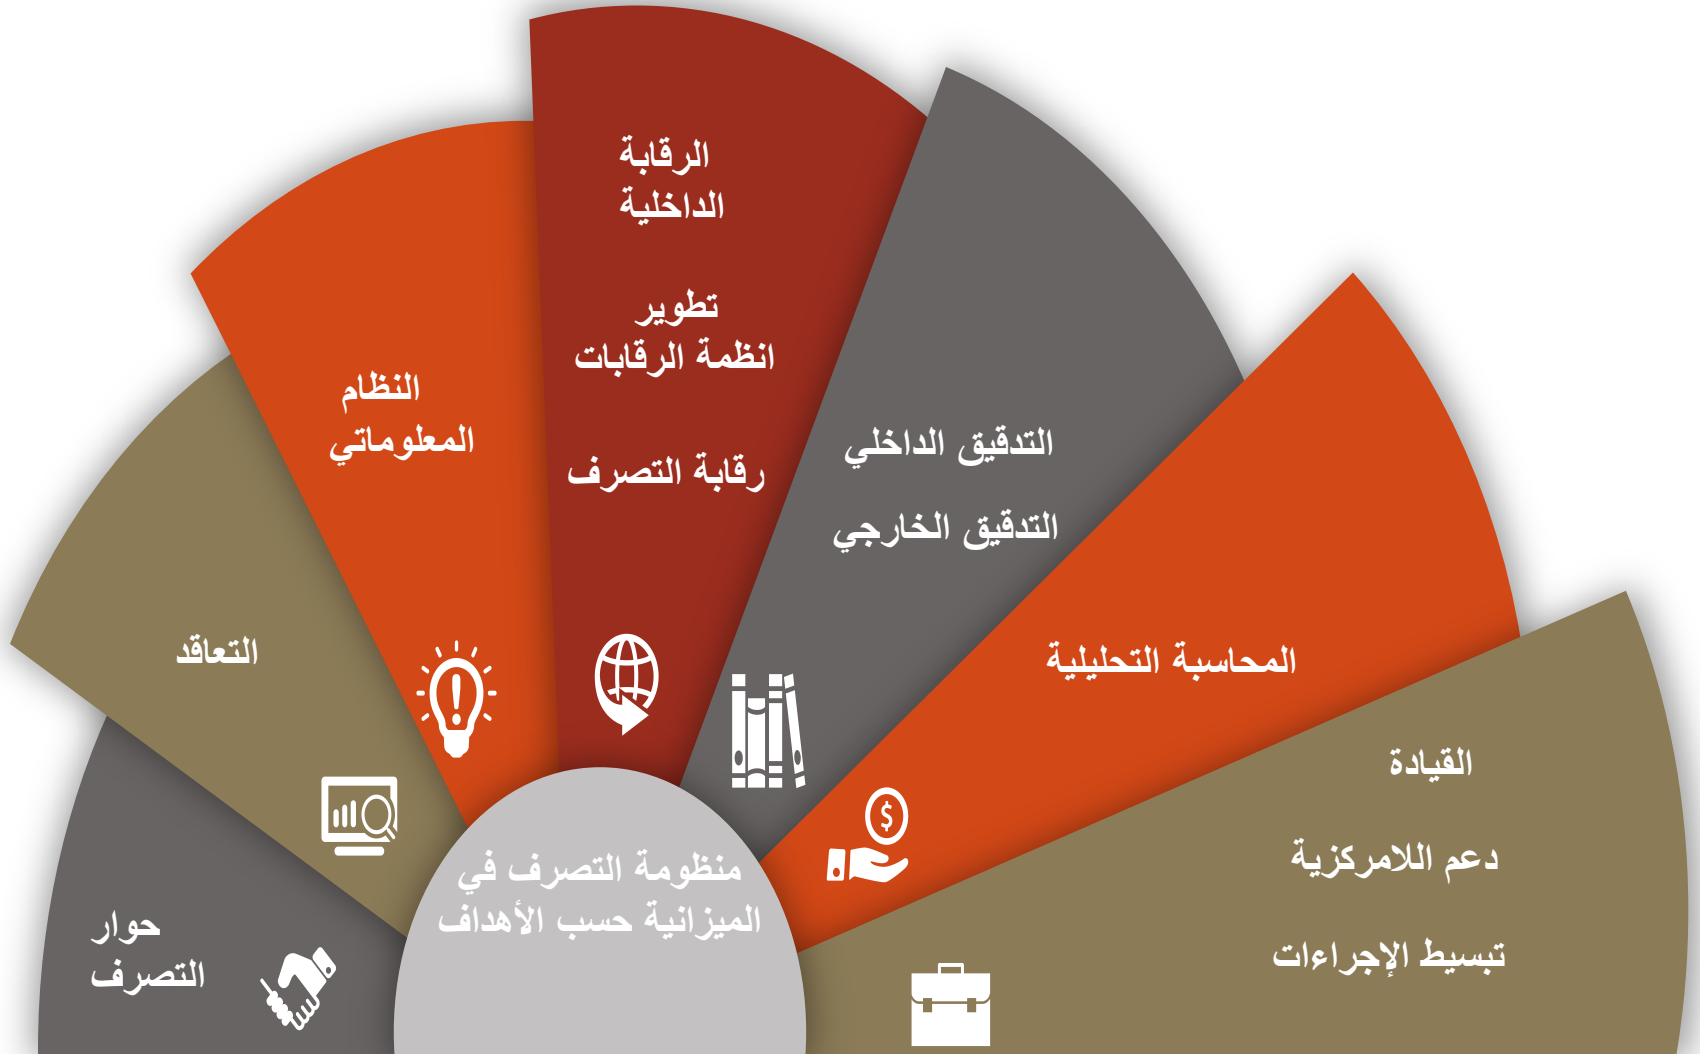 الرقابة
الداخلية
تطوير
انظمة الرقابات
رقابة التصرف
النظام
المعلوماتي
التدقيق الداخلي
التدقيق الخارجي
المحاسبة التحليلية
التعاقد
القيادة
دعم اللامركزية
تبسيط الإجراءات
منظومة التصرف في
الميزانية حسب الأهداف
حوار
التصرف
$